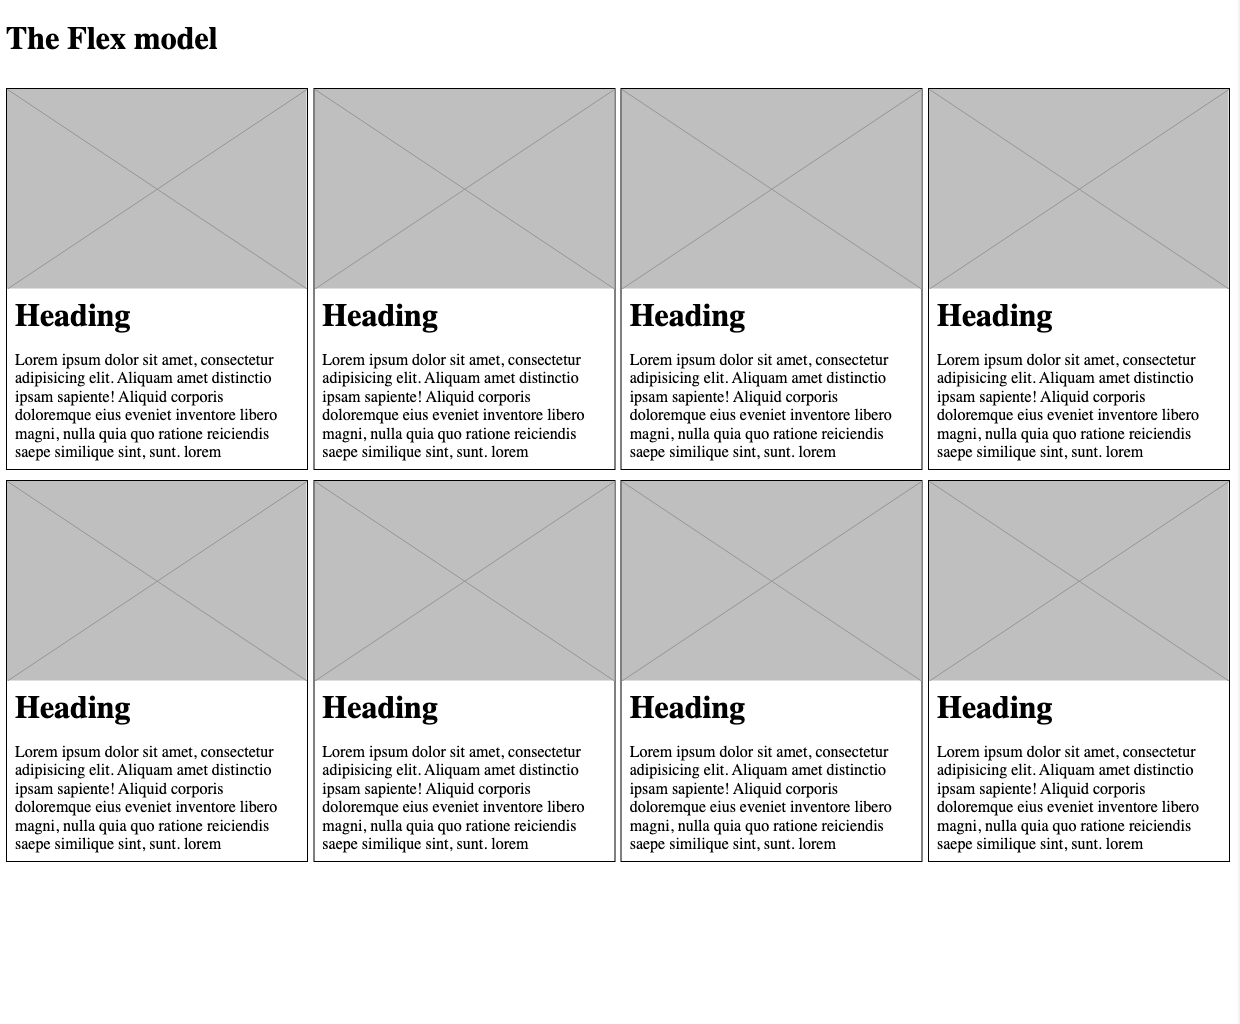 The Flex model
Heading
Lorem ipsum dolor sit amet, consectetur
adipisicing elit. Aliquam amet distinctio
ipsam sapiente! Aliquid corporis
doloremque eius eveniet inventore libero
magni, nulla quia quo ratione reiciendis
saepe similique sint, sunt. lorem
Heading
Lorem ipsum dolor sit amet, consectetur
adipisicing elit. Aliquam amet distinctio
ipsam sapiente! Aliquid corporis
doloremque eius eveniet inventore libero
magni, nulla quia quo ratione reiciendis
saepe similique sint, sunt. lorem
Heading
Lorem ipsum dolor sit amet, consectetur
adipisicing elit. Aliquam amet distinctio
ipsam sapiente! Aliquid corporis
doloremque eius eveniet inventore libero
magni, nulla quia quo ratione reiciendis
saepe similique sint, sunt. lorem
Heading
Lorem ipsum dolor sit amet, consectetur
adipisicing elit. Aliquam amet distinctio
ipsam sapiente! Aliquid corporis
doloremque eius eveniet inventore libero
magni, nulla quia quo ratione reiciendis
saepe similique sint, sunt. lorem
Heading
Lorem ipsum dolor sit amet, consectetur
adipisicing elit. Aliquam amet distinctio
ipsam sapiente! Aliquid corporis
doloremque eius eveniet inventore libero
magni, nulla quia quo ratione reiciendis
saepe similique sint, sunt. lorem
Heading
Lorem ipsum dolor sit amet, consectetur
adipisicing elit. Aliquam amet distinctio
ipsam sapiente! Aliquid corporis
doloremque eius eveniet inventore libero
magni, nulla quia quo ratione reiciendis
saepe similique sint, sunt. lorem
Heading
Lorem ipsum dolor sit amet, consectetur
adipisicing elit. Aliquam amet distinctio
ipsam sapiente! Aliquid corporis
doloremque eius eveniet inventore libero
magni, nulla quia quo ratione reiciendis
saepe similique sint, sunt. lorem
Heading
Lorem ipsum dolor sit amet, consectetur
adipisicing elit. Aliquam amet distinctio
ipsam sapiente! Aliquid corporis
doloremque eius eveniet inventore libero
magni, nulla quia quo ratione reiciendis
saepe similique sint, sunt. lorem